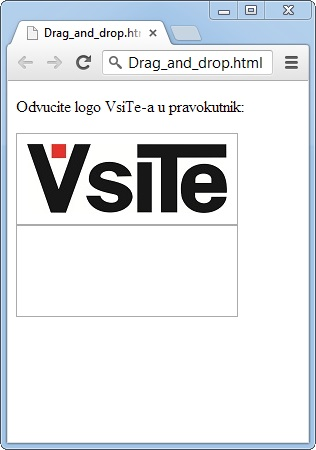 Drag_and_drop.htm
Drag_and_drop.html
Odvucite logo VsiTe-a u pravokutnik:
VsiTe